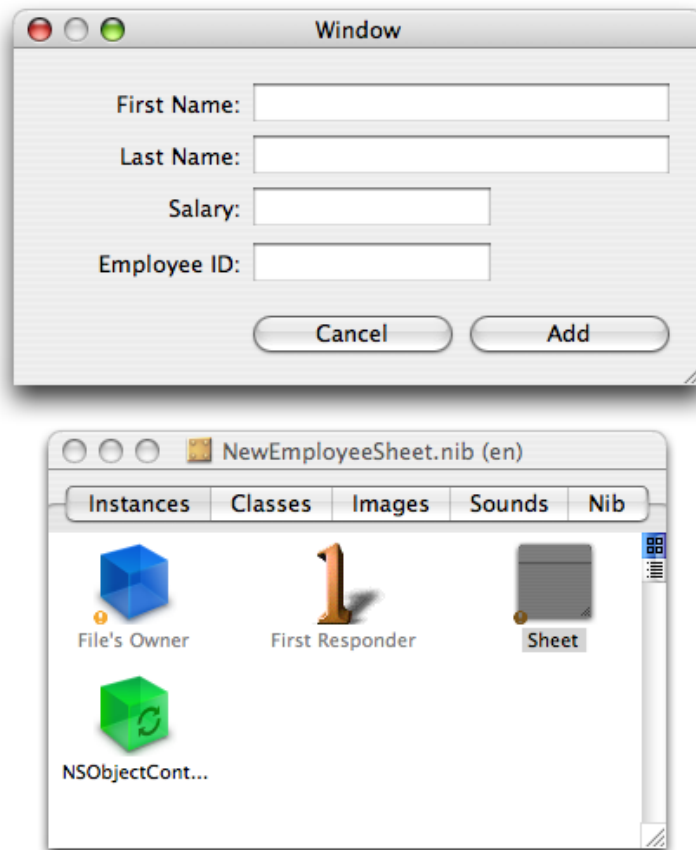 Window
First Name:
Last Name:
Salary:
Employee ID:
Cancel Add
NewEmployeeSheet.nib (en)
Instances Classes Images Sounds Nib
File's Owner First Responder Sheet
NSObjectCont...